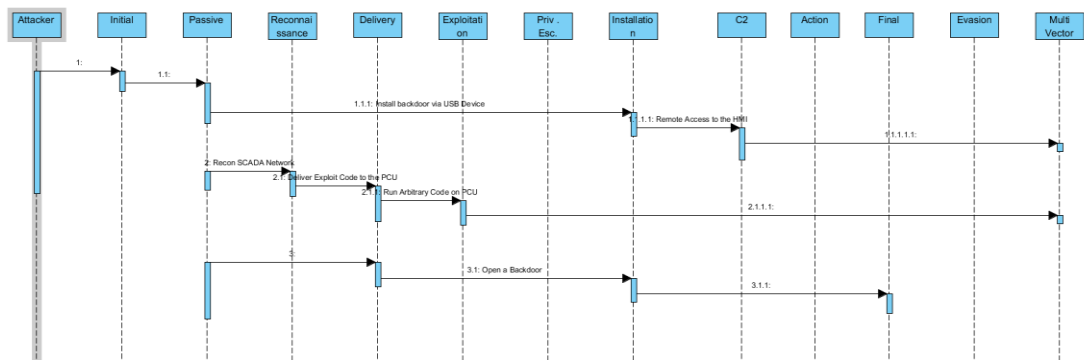 Attacker
Initial
Passive
Reconnai
ssance
Delivery
Exploitati
on
Priv .
Esc.
Installatio
n
C2
Action
Final
Evasion
Multi
Vector
1:
1.1:
1.1.1: Install backdoor via USB Device
1.1.1.1: Remote Access to the HMI
1.1.1.1.1:
2: Recon SCADA Network
2.1: Deliver Exploit Code to the PCU
2.1.1: Run Arbitrary Code on PCU
2.1.1.1:
3:
3.1: Open a Backdoor
3.1.1: